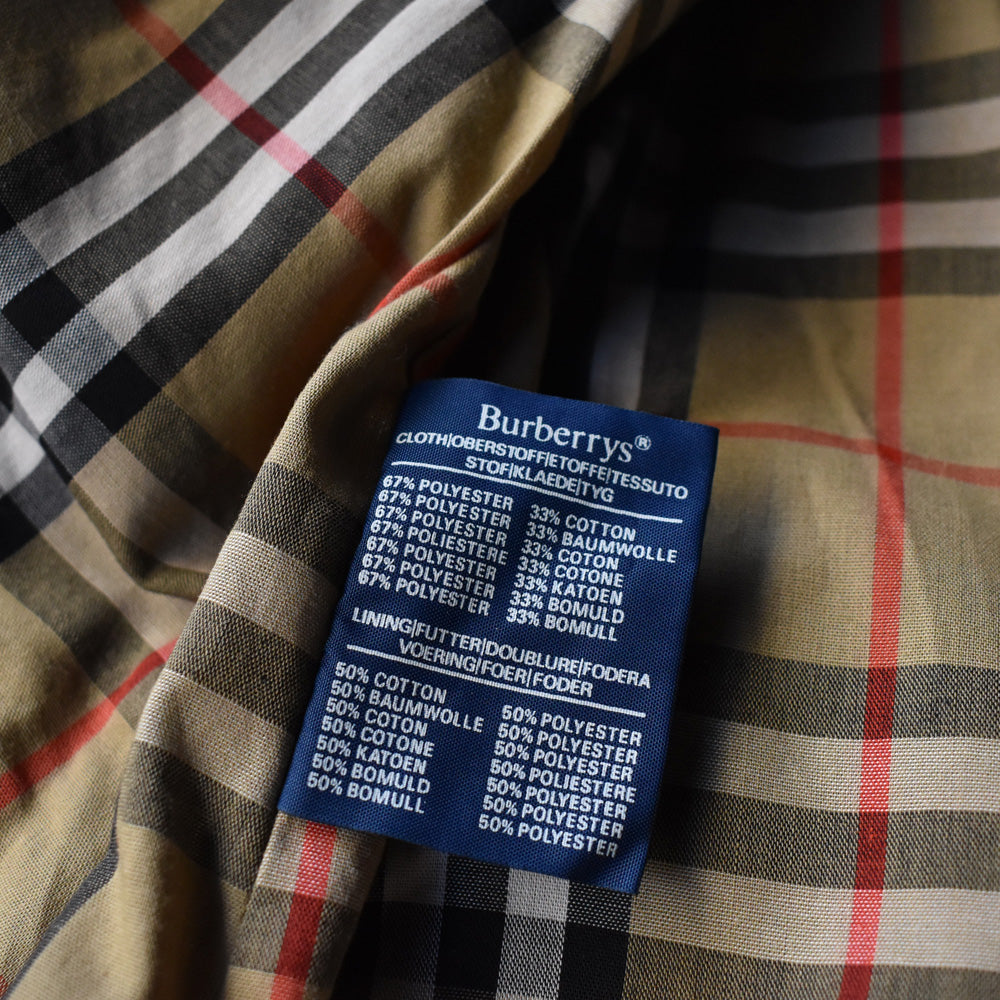 Burberrys®
CLOTH|OBERSTOFF|ETOFFE|TESSUTO
STOF|KLAEDE|TYG
67% POLYESTER 33% COTTON
67% POLYESTER 33% BAUMWOLLE
67% POLYESTER 33% COTON
67% POLIESTERE 33% COTONE
67% POLYESTER 33% KATOEN
67% POLYESTER 33% BOMULD
67% POLYESTER 33% BOMULL
LINING|FUTTER|DOUBLURE|FODERA
VOERING|FOER|FODER
50% COTTON 50% POLYESTER
50% BAUMWOLLE 50% POLYESTER
50% COTON 50% POLYESTER
50% COTONE 50% POLIESTERE
50% KATOEN 50% POLYESTER
50% BOMULD 50% POLYESTER
50% BOMULL 50% POLYESTER